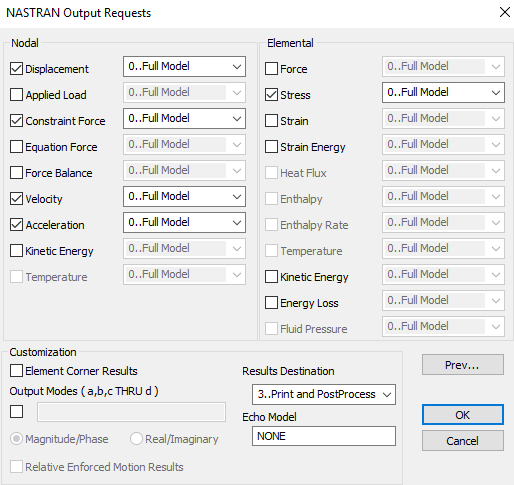 NASTRAN Output Requests
Nodal
Displacement 0..Full Model
Applied Load 0..Full Model
Constraint Force 0..Full Model
Equation Force 0..Full Model
Force Balance 0..Full Model
Velocity 0..Full Model
Acceleration 0..Full Model
Kinetic Energy 0..Full Model
Temperature 0..Full Model
Elemental
Force 0..Full Model
Stress 0..Full Model
Strain 0..Full Model
Strain Energy 0..Full Model
Heat Flux 0..Full Model
Enthalpy 0..Full Model
Enthalpy Rate 0..Full Model
Temperature 0..Full Model
Kinetic Energy 0..Full Model
Energy Loss 0..Full Model
Fluid Pressure 0..Full Model
Customization
Element Corner Results
Output Modes ( a,b,c THRU d )
Magnitude/Phase Real/Imaginary
Relative Enforced Motion Results
Results Destination
3..Print and PostProcess
Echo Model
NONE
Prev...
OK
Cancel